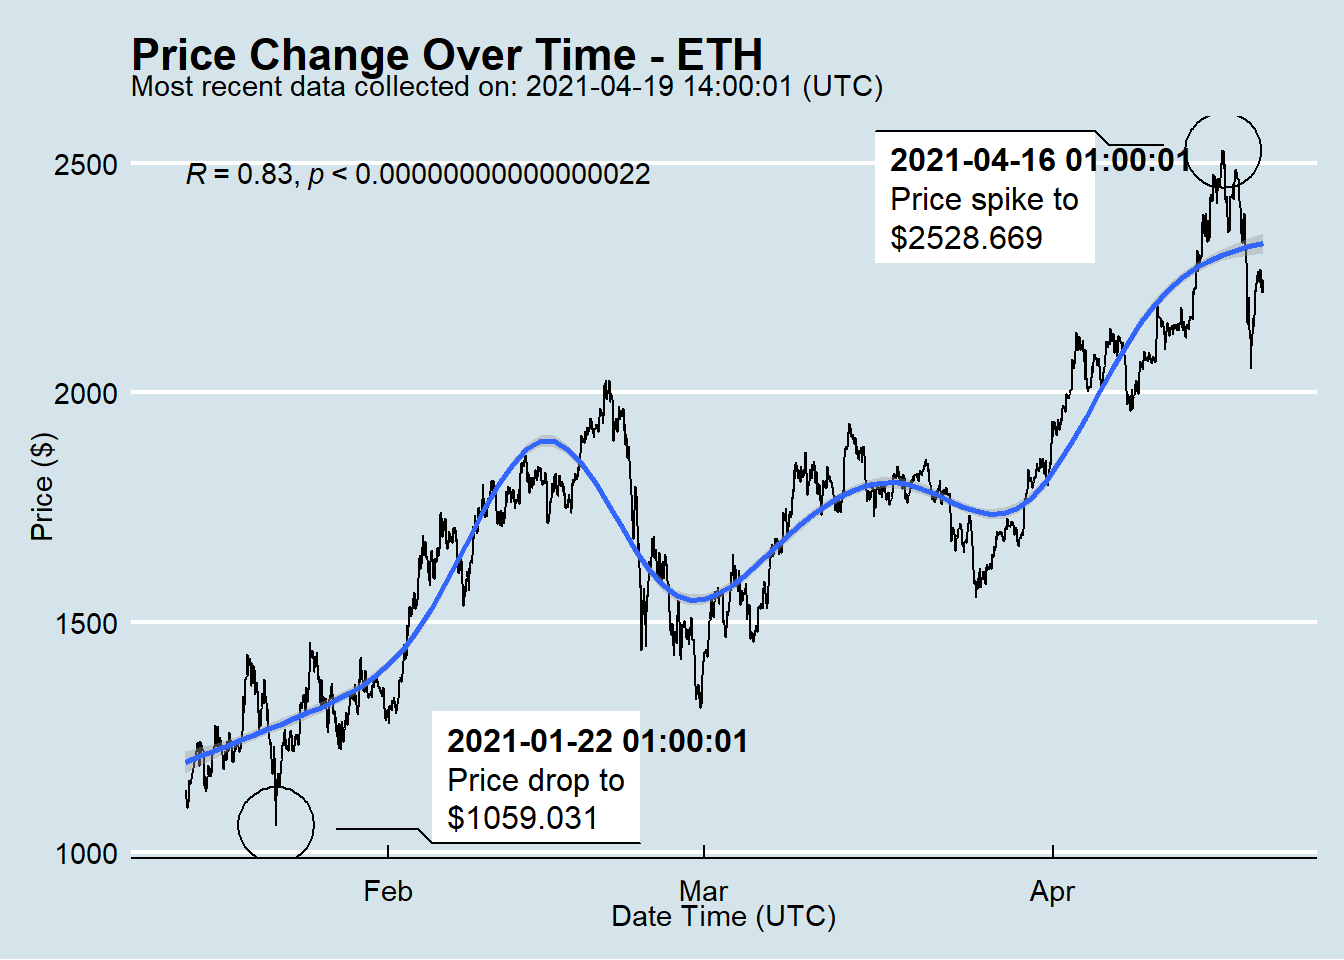 Price Change Over Time - ETH
Most recent data collected on: 2021-04-19 14:00:01 (UTC)
R = 0.83, p < 0.00000000000000022
2021-04-16 01:00:01
Price spike to
$2528.669
2500
2000
1500
1000
Price ($)
2021-01-22 01:00:01
Price drop to
$1059.031
Feb
Mar
Apr
Date Time (UTC)